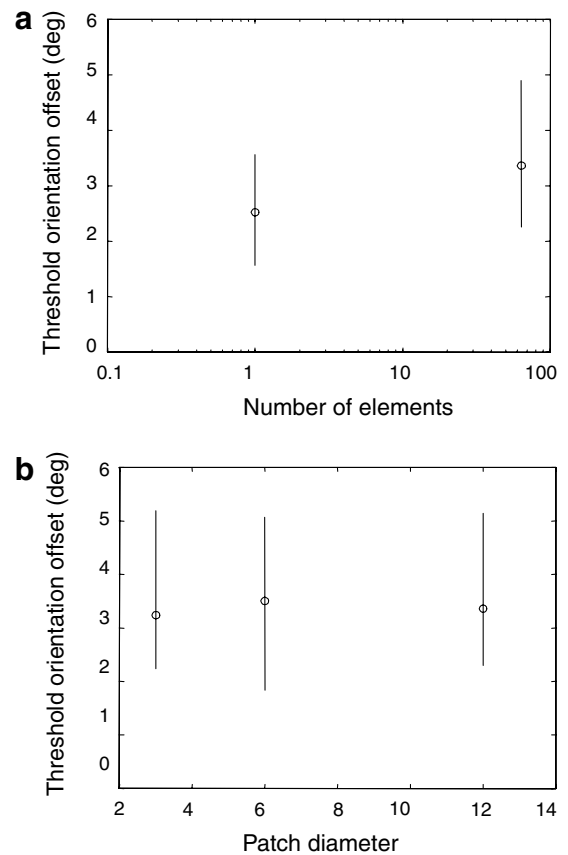 a
Threshold orientation offset (deg)
6
5
4
3
2
1
0
0.1 1 10 100
Number of elements
b
Threshold orientation offset (deg)
6
5
4
3
2
1
0
2 4 6 8 10 12 14
Patch diameter